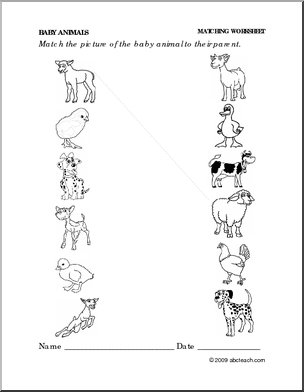 BABY ANIMALS MATCHING WORKSHEET
Match the picture of the baby animal to their parent.
Name Date
© 2009 abcteach.com